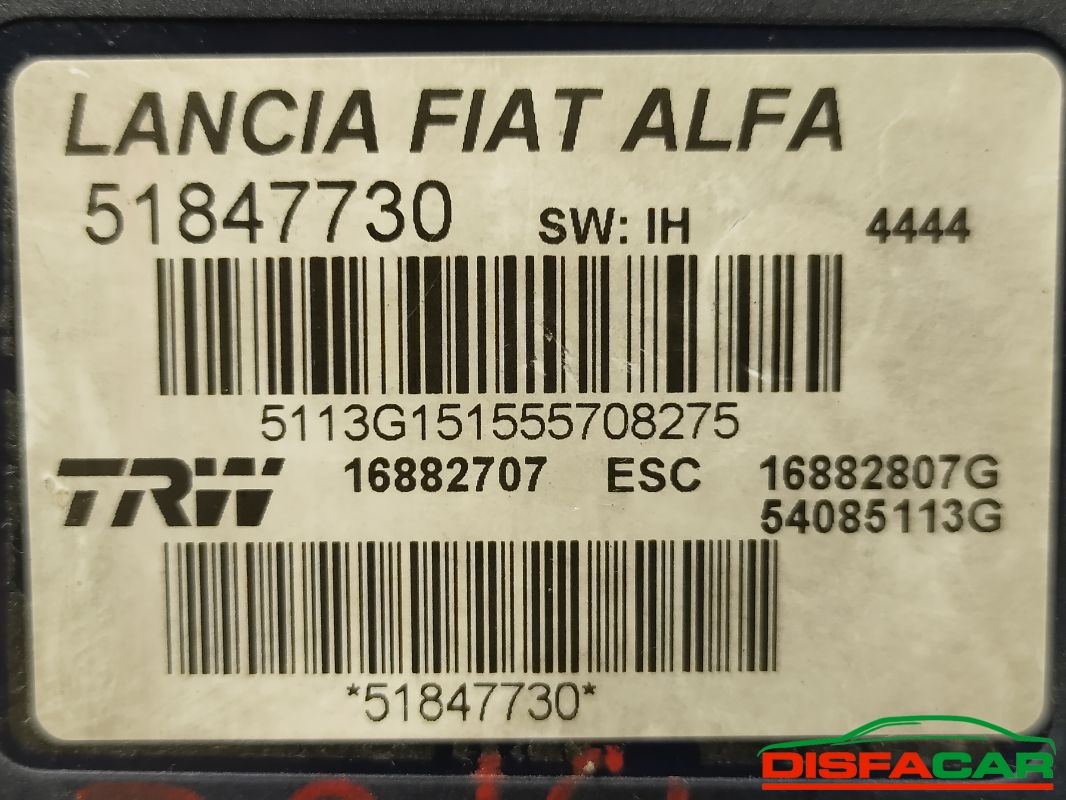 LANCIA FIAT ALFA
51847730 SW: IH 4444
5113G151555708275
TRW 16882707 ESC 16882807G
54085113G
*51847730*
DISFACAR